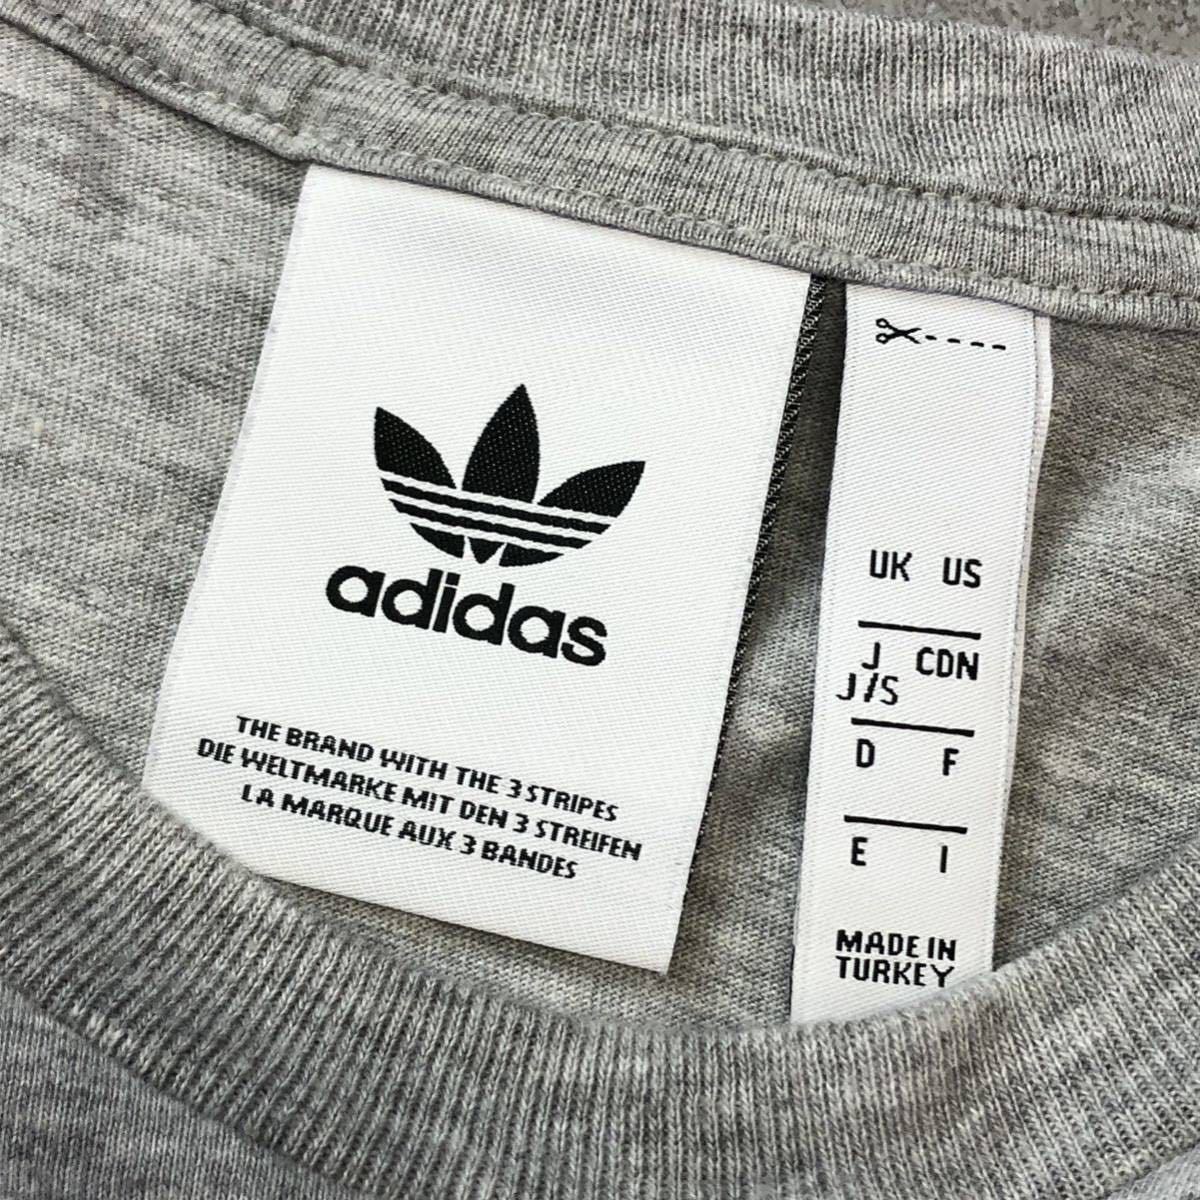 adidas
THE BRAND WITH THE 3 STRIPES
DIE WELTMARKE MIT DEN 3 STREIFEN
LA MARQUE AUX 3 BANDES
UK US
J CDN
J/S
D F
E I
MADE IN
TURKEY